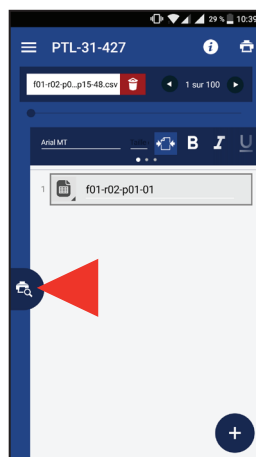 29 % 10:39
PTL-31-427
f01-r02-p0...p15-48.csv 1 sur 100
Arial MT Taille B I U
1 f01-r02-p01-01